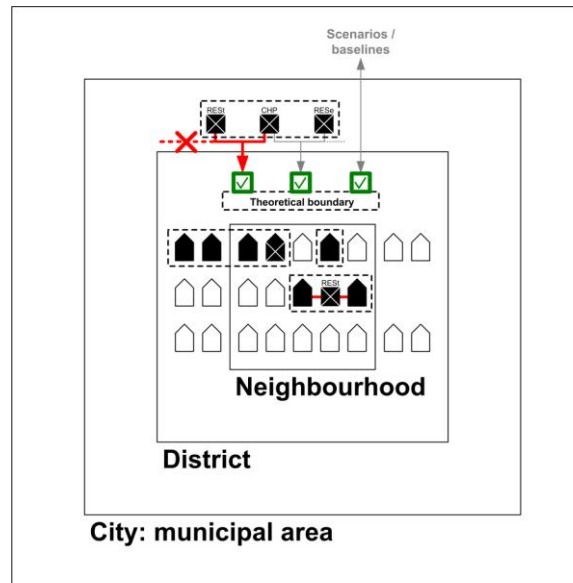 Scenarios /
baselines
RESt
CHP
RESe
Theoretical boundary
RESt
Neighbourhood
District
City: municipal area